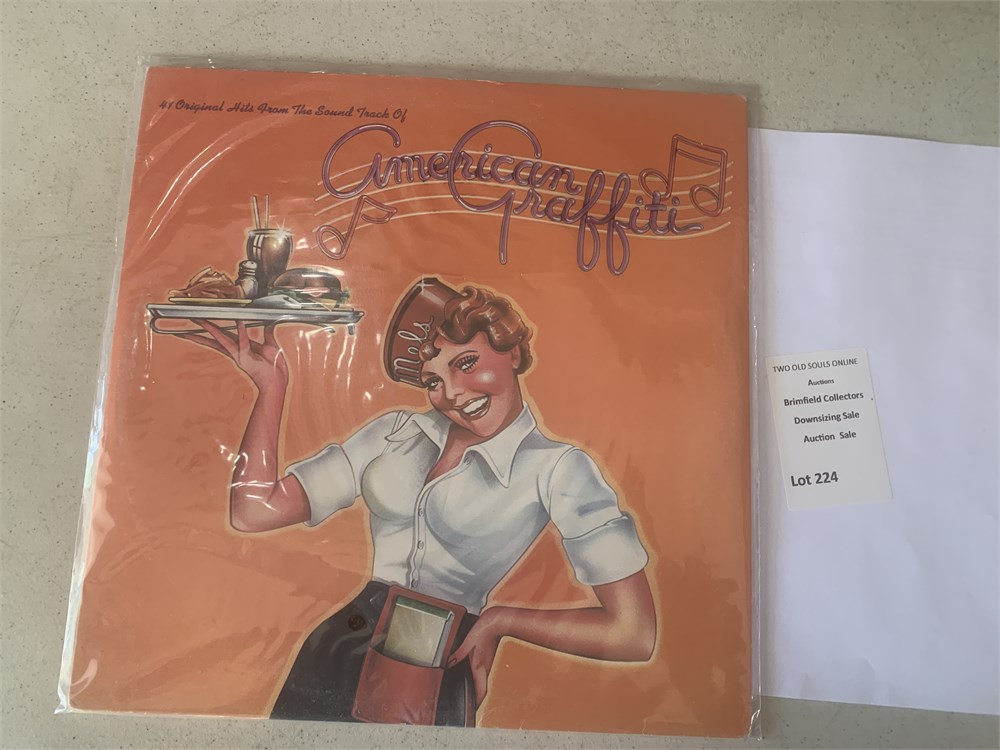 41 Original Hits From The Sound Track Of
American
Graffiti
Mels
TWO OLD SOULS ONLINE
Auctions
Brimfield Collectors
Downsizing Sale
Auction Sale
Lot 224